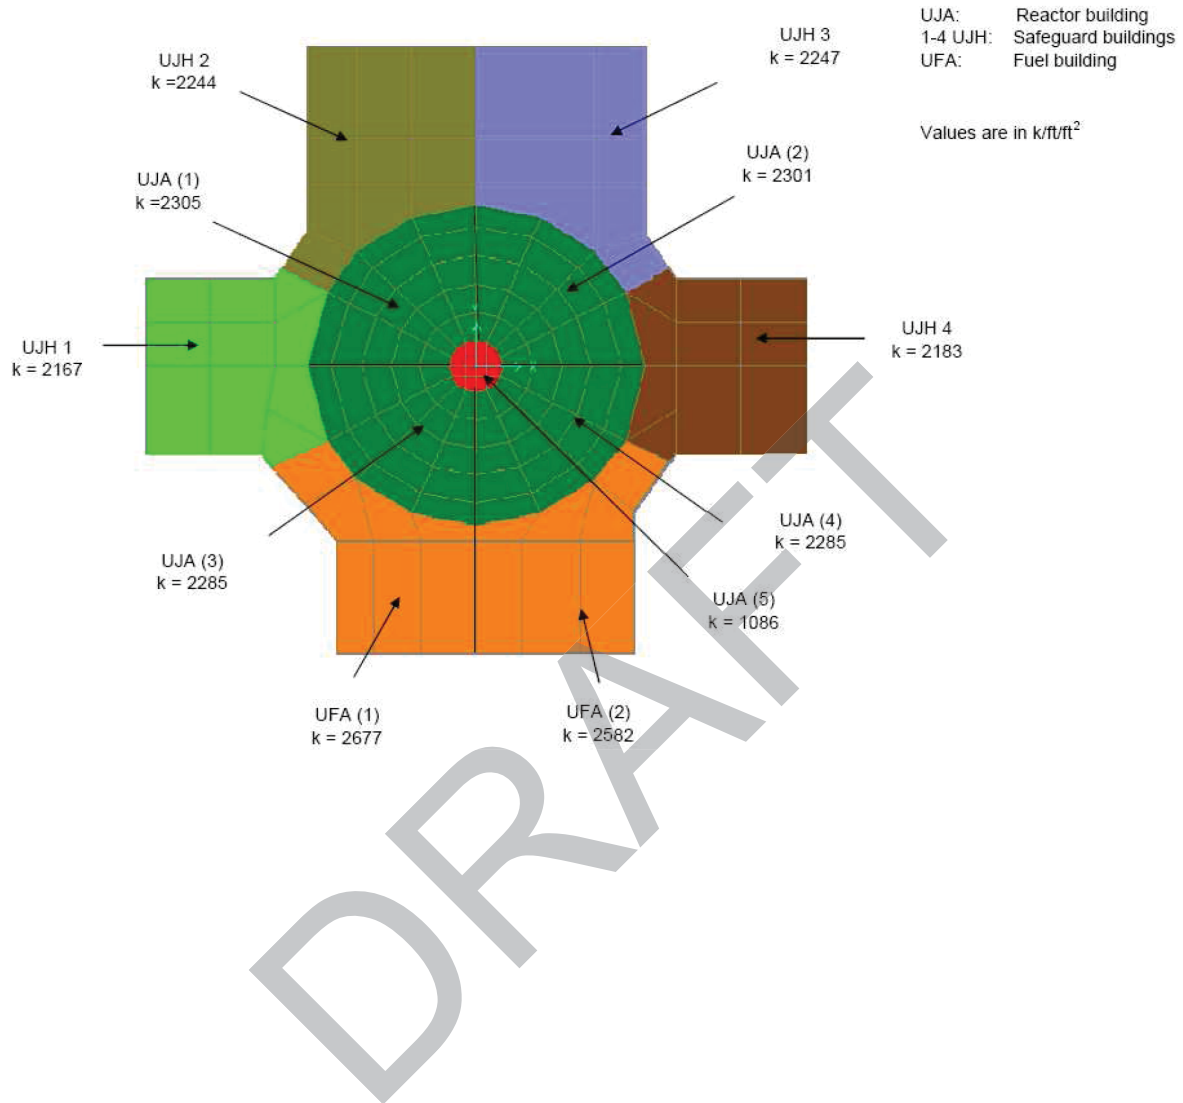 UJA: Reactor building
1-4 UJH: Safeguard buildings
UFA: Fuel building
Values are in k/ft/ft²
UJH 2
k =2244
UJH 3
k = 2247
UJA (1)
k =2305
UJA (2)
k = 2301
UJH 1
k = 2167
UJH 4
k = 2183
UJA (3)
k = 2285
UJA (4)
k = 2285
UJA (5)
k = 1086
UFA (1)
k = 2677
UFA (2)
k = 2582
DRAFT